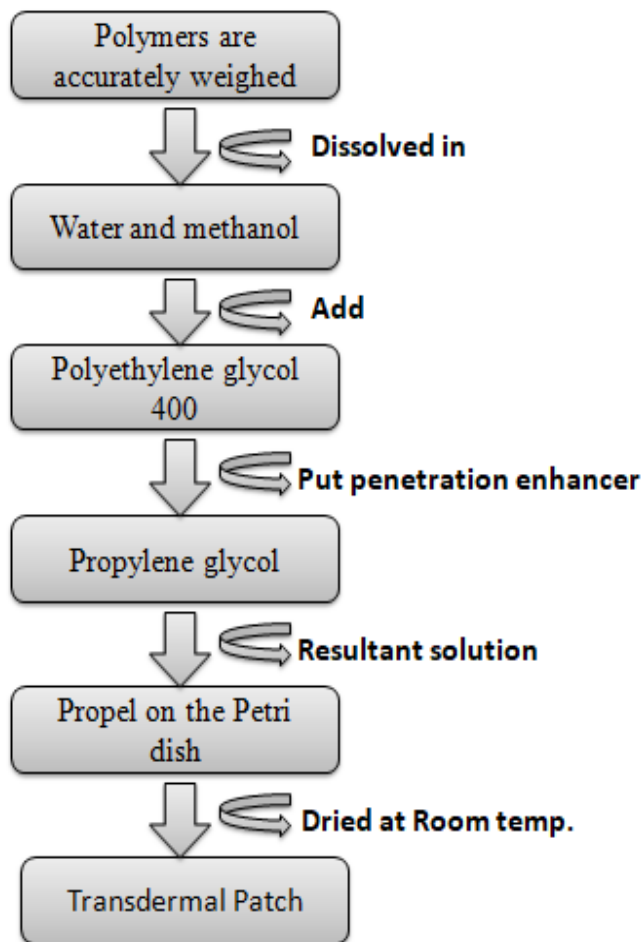 Polymers are
accurately weighed
Dissolved in
Water and methanol
Add
Polyethylene glycol
400
Put penetration enhancer
Propylene glycol
Resultant solution
Propel on the Petri
dish
Dried at Room temp.
Transdermal Patch